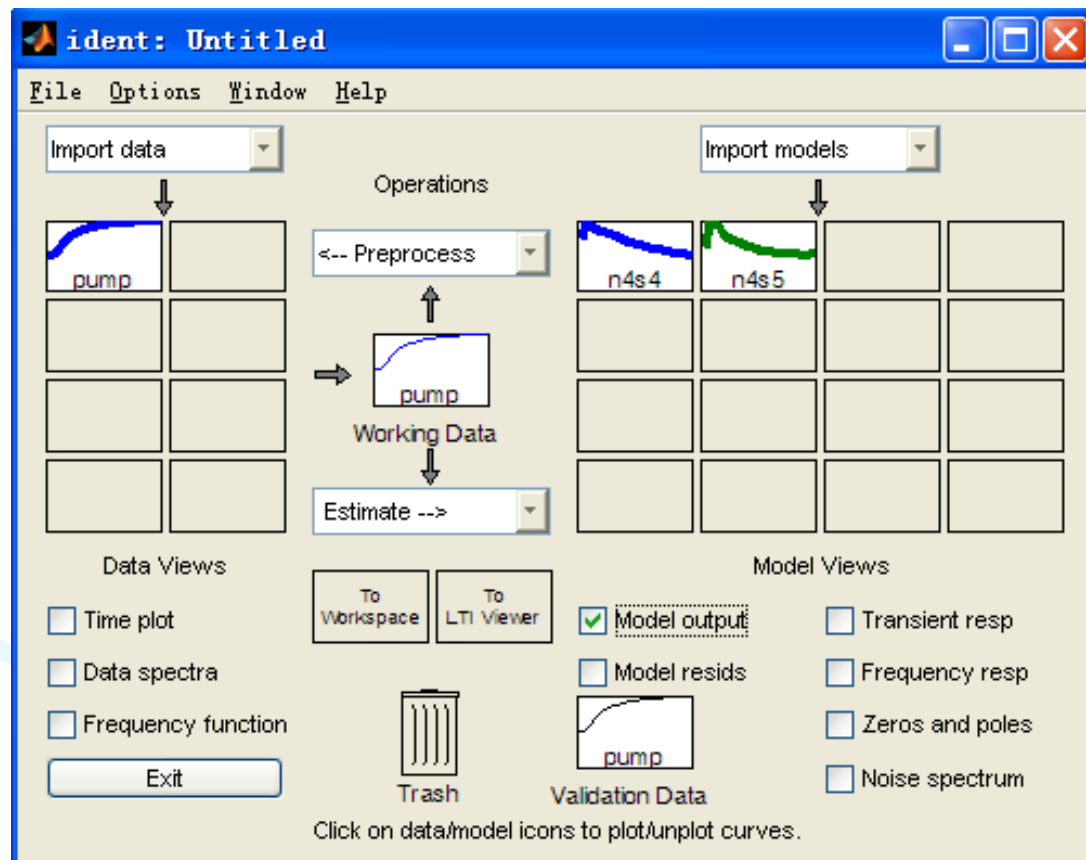 ident: Untitled
File Options Window Help
Import data
Import models
Operations
<-- Preprocess
pump
n4s4
n4s5
pump
Working Data
Estimate -->
Data Views
Model Views
To
Workspace
To
LTI Viewer
Time plot
Model output
Transient resp
Data spectra
Model resids
Frequency resp
Frequency function
Zeros and poles
pump
Exit
Noise spectrum
Trash
Validation Data
Click on data/model icons to plot/unplot curves.